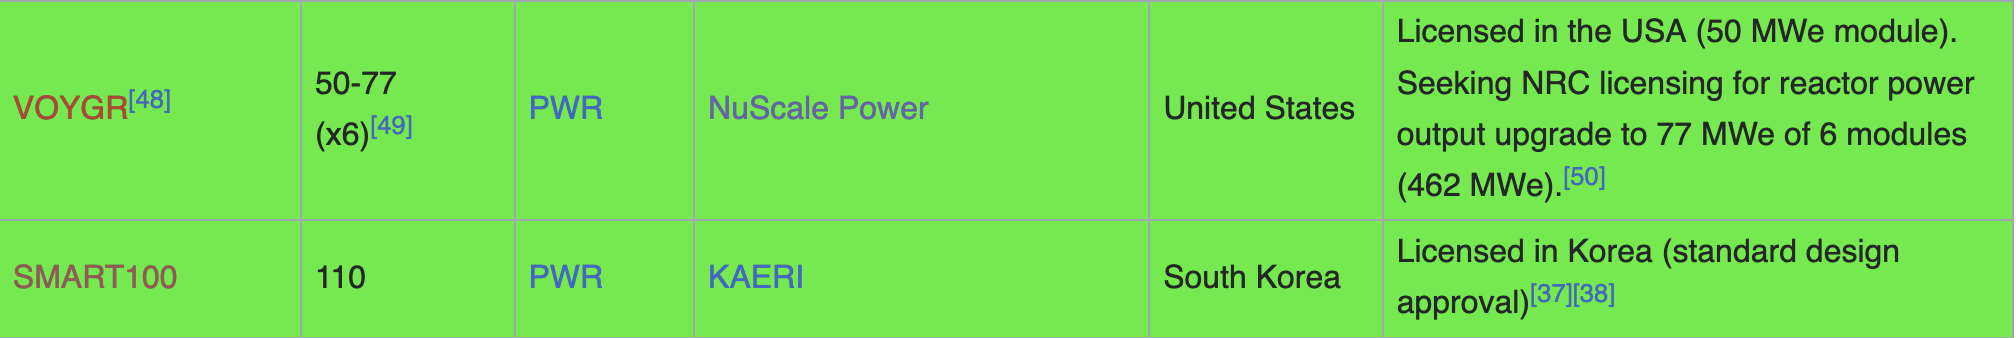 VOYGR[48]
50-77
(x6)[49]
PWR
NuScale Power
United States
Licensed in the USA (50 MWe module).
Seeking NRC licensing for reactor power
output upgrade to 77 MWe of 6 modules
(462 MWe).[50]
SMART100
110
PWR
KAERI
South Korea
Licensed in Korea (standard design
approval)[37][38]